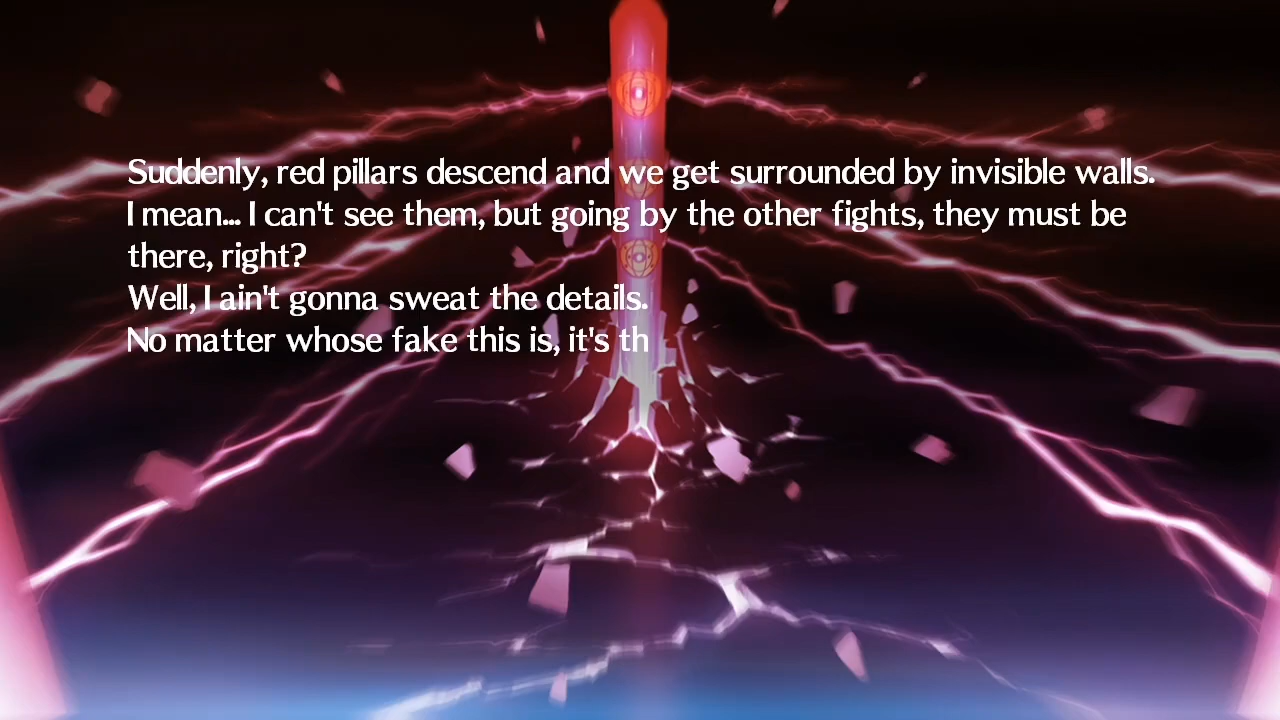 Suddenly, red pillars descend and we get surrounded by invisible walls.
I mean... I can't see them, but going by the other fights, they must be
there, right?
Well, I ain't gonna sweat the details.
No matter whose fake this is, it's th